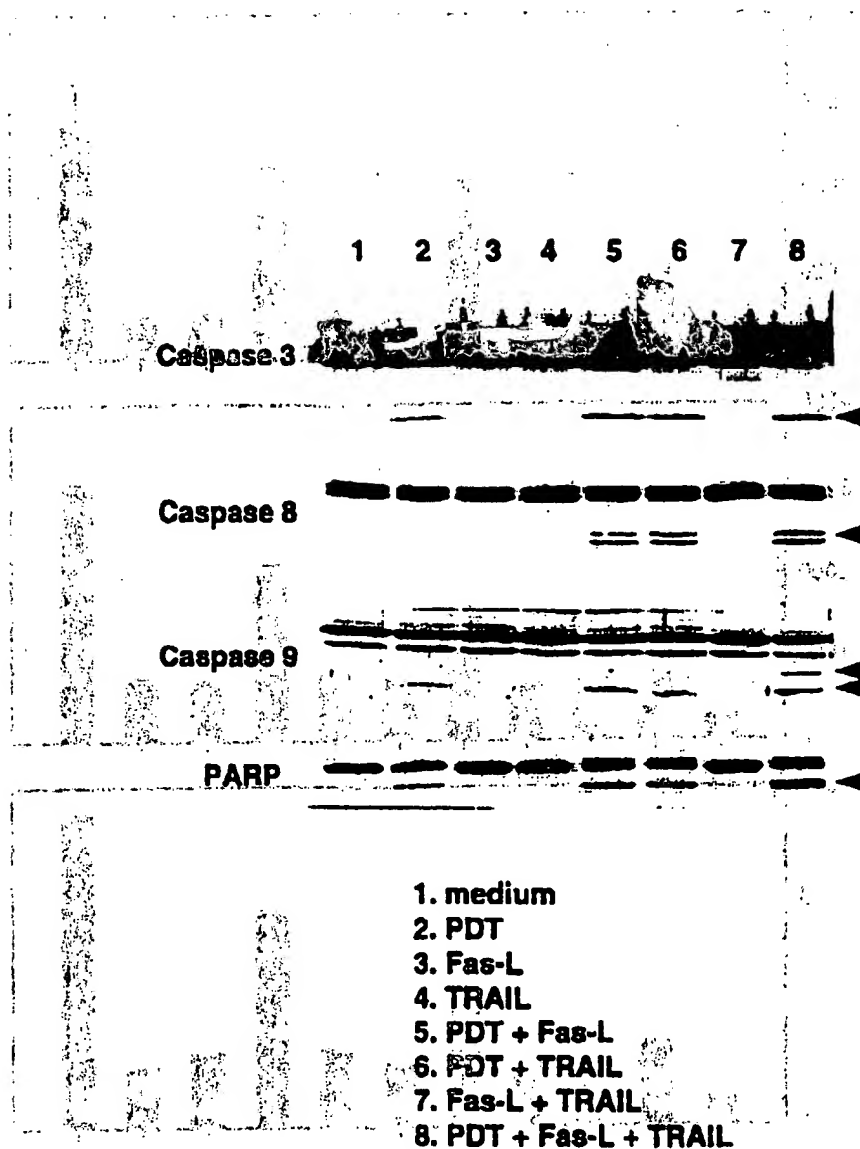 1 2 3 4 5 6 7 8
Caspase 3
Caspase 8
Caspase 9
PARP
1. medium
2. PDT
3. Fas-L
4. TRAIL
5. PDT + Fas-L
6. PDT + TRAIL
7. Fas-L + TRAIL
8. PDT + Fas-L + TRAIL